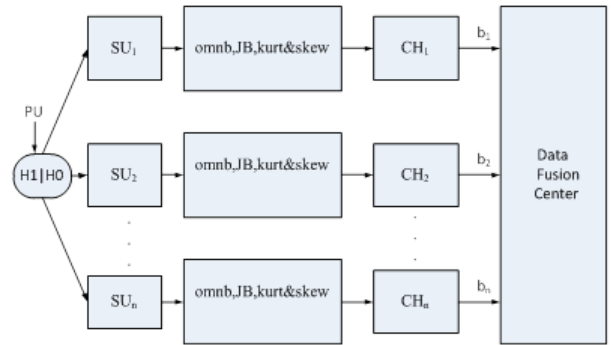 SU₁
omnb,JB,kurt&skew
CH₁
b₁
PU
H1|H0
SU₂
omnb,JB,kurt&skew
CH₂
b₂
Data
Fusion
Center
SUₙ
omnb,JB,kurt&skew
CHₙ
bₙ